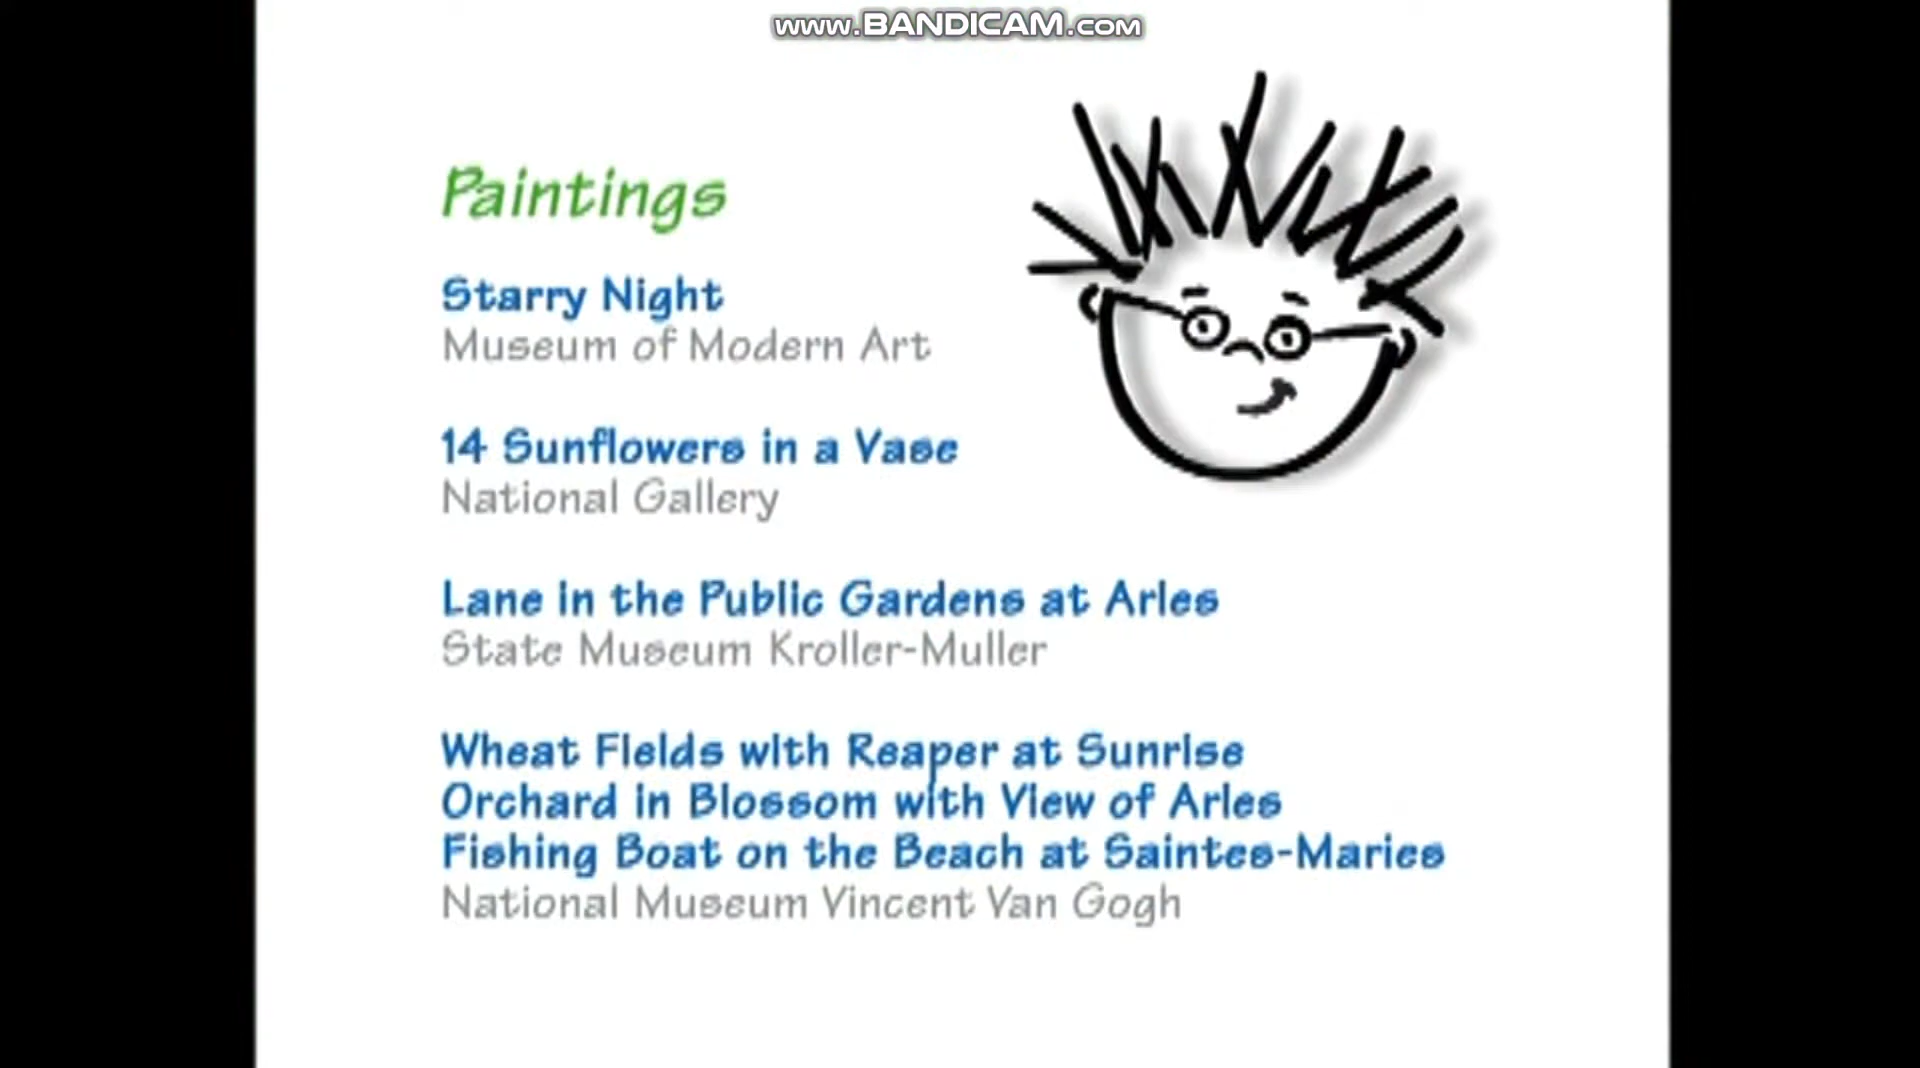 www.BANDICAM.com
Paintings
Starry Night
Museum of Modern Art
14 Sunflowers in a Vase
National Gallery
Lane in the Public Gardens at Arles
State Museum Kroller-Muller
Wheat Fields with Reaper at Sunrise
Orchard in Blossom with View of Arles
Fishing Boat on the Beach at Saintes-Maries
National Museum Vincent Van Gogh